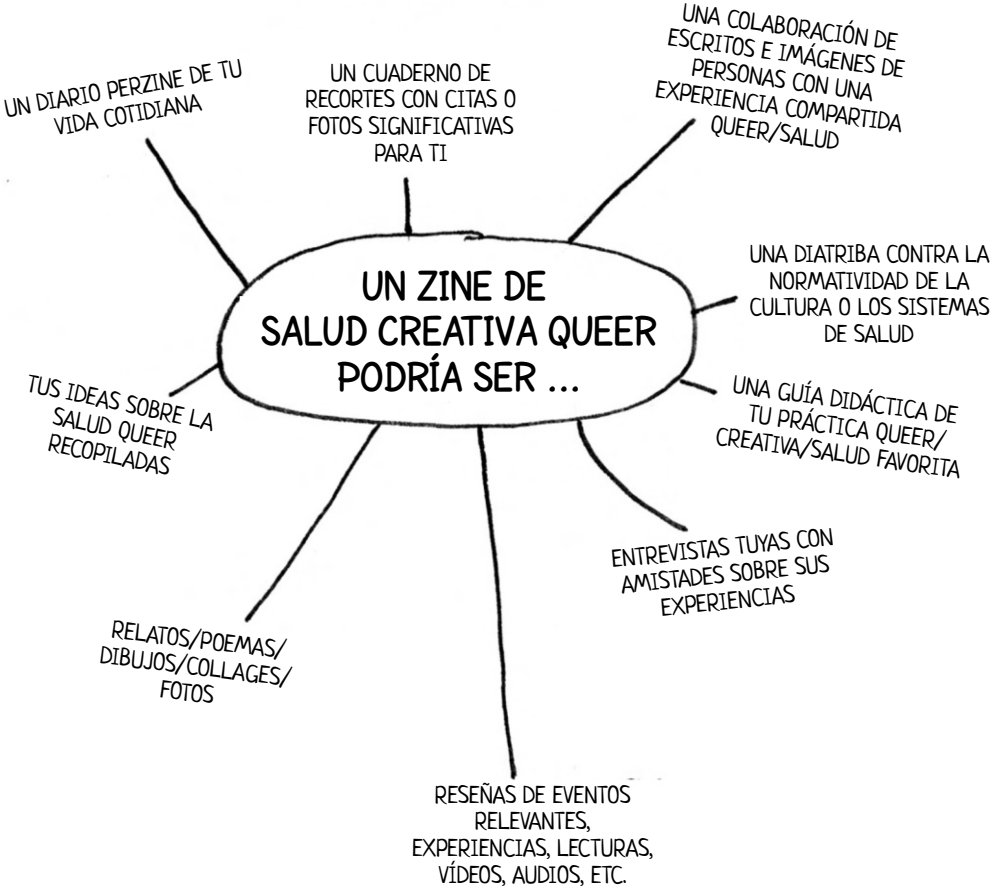 UN DIARIO PERZINE DE TU
VIDA COTIDIANA
UN CUADERNO DE
RECORTES CON CITAS O
FOTOS SIGNIFICATIVAS
PARA TI
UNA COLABORACIÓN DE
ESCRITOS E IMÁGENES DE
PERSONAS CON UNA
EXPERIENCIA COMPARTIDA
QUEER/SALUD
UN ZINE DE
SALUD CREATIVA QUEER
PODRÍA SER ...
UNA DIATRIBA CONTRA LA
NORMATIVIDAD DE LA
CULTURA O LOS SISTEMAS
DE SALUD
UNA GUÍA DIDÁCTICA DE
TU PRÁCTICA QUEER/
CREATIVA/SALUD FAVORITA
TUS IDEAS SOBRE LA
SALUD QUEER
RECOPILADAS
ENTREVISTAS TUYAS CON
AMISTADES SOBRE SUS
EXPERIENCIAS
RELATOS/POEMAS/
DIBUJOS/COLLAGES/
FOTOS
RESEÑAS DE EVENTOS
RELEVANTES,
EXPERIENCIAS, LECTURAS,
VÍDEOS, AUDIOS, ETC.